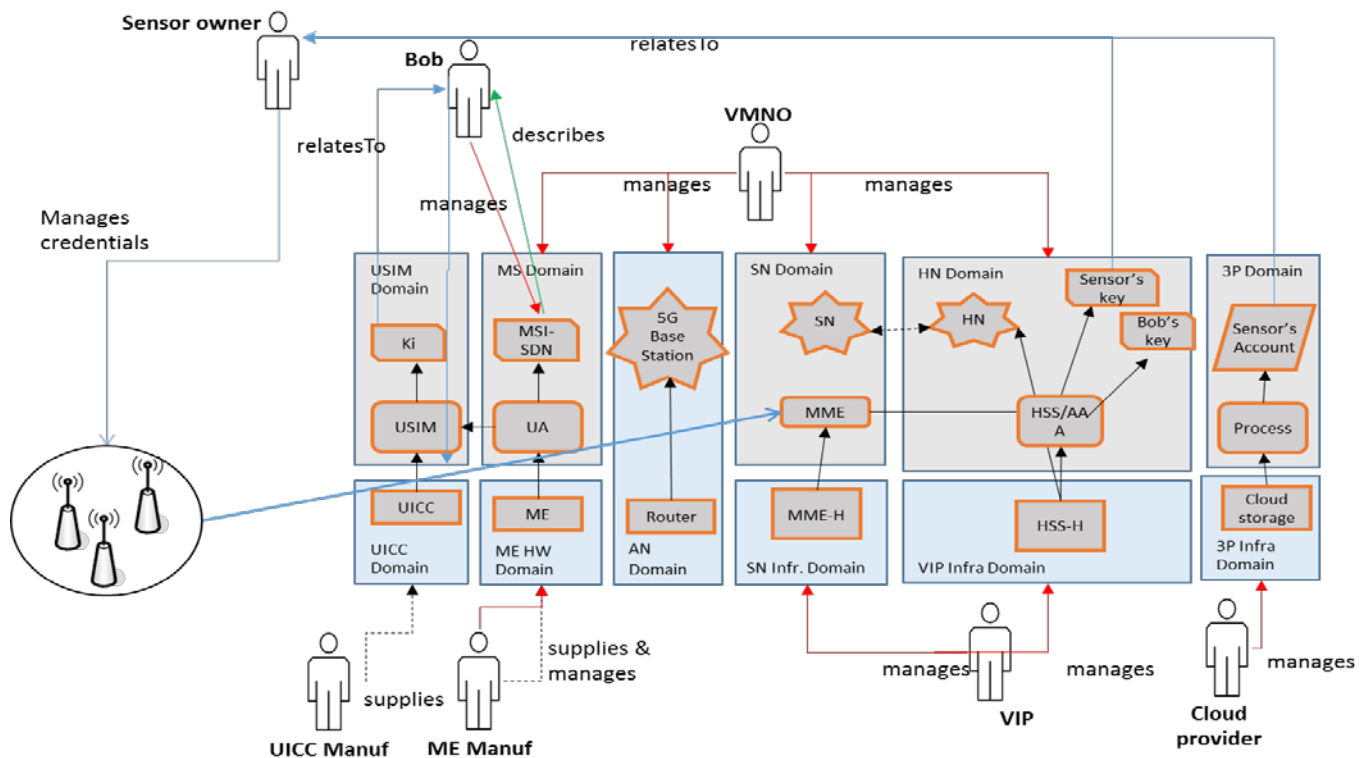 Sensor owner
relatesTo
Bob
VMNO
describes
relatesTo
manages
manages
manages
Manages
credentials
USIM
Domain
MS Domain
SN Domain
HN Domain
3P Domain
Sensor's
key
Bob's
key
Ki
MSI-
SDN
5G
Base
Station
SN
HN
Sensor's
Account
USIM
UA
MME
HSS/AA
A
Process
UICC
ME
Router
MME-H
HSS-H
Cloud
storage
UICC
Domain
ME HW
Domain
AN
Domain
SN Infr. Domain
VIP Infra Domain
3P Infra
Domain
supplies &
manages
supplies
manages
manages
manages
UICC Manuf
ME Manuf
VIP
Cloud
provider